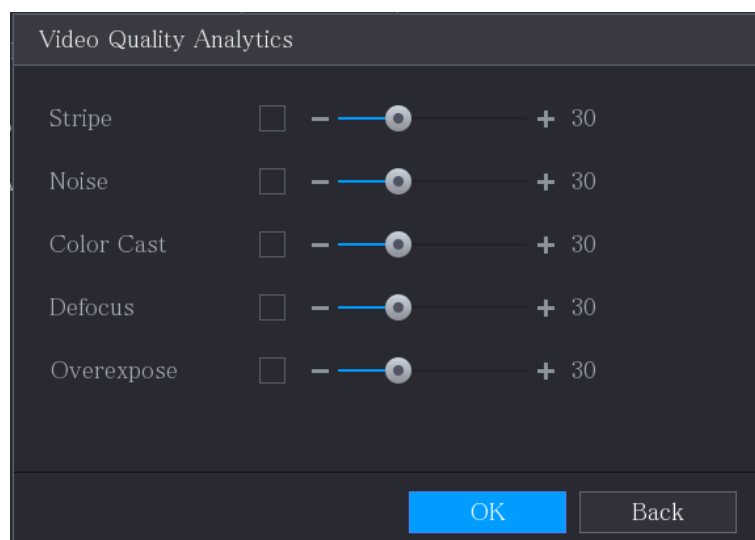 Video Quality Analytics
Stripe 30
Noise 30
Color Cast 30
Defocus 30
Overexpose 30
OK Back